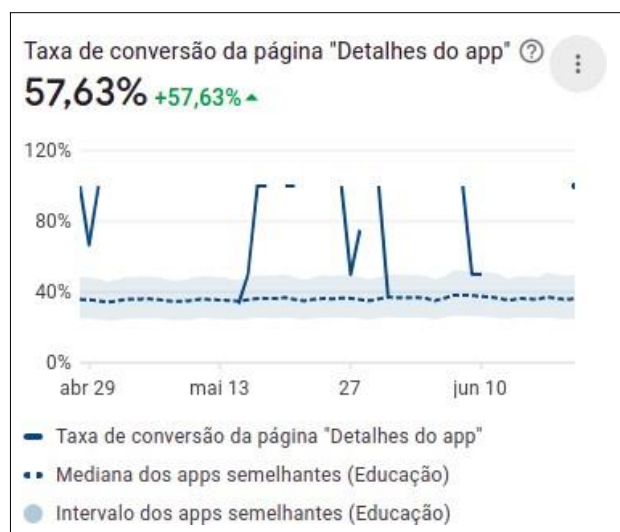 Taxa de conversão da página "Detalhes do app"
57,63% +57,63%
120%
80%
40%
0%
abr 29 mai 13 27 jun 10
Taxa de conversão da página "Detalhes do app"
Mediana dos apps semelhantes (Educação)
Intervalo dos apps semelhantes (Educação)